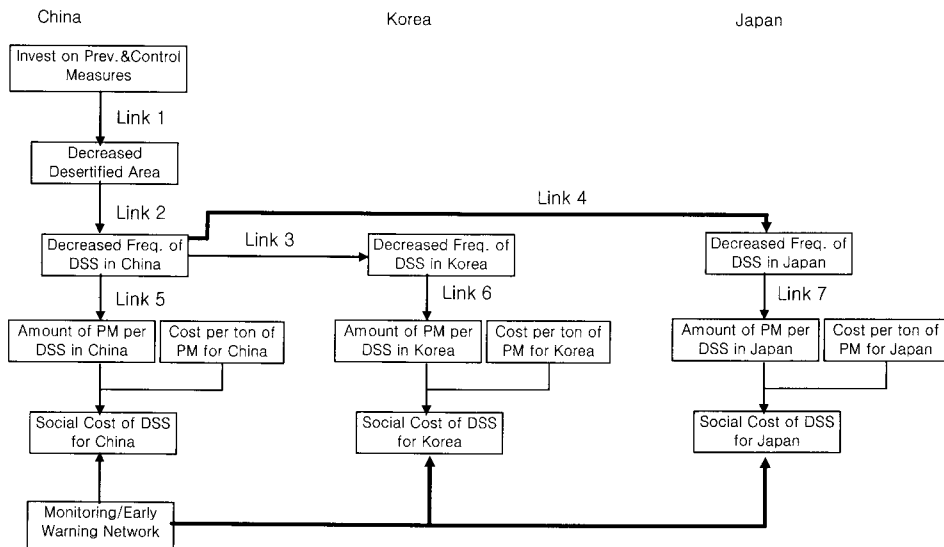 China
Korea
Japan
Invest on Prev.&Control
Measures
Link 1
Decreased
Desertified Area
Link 2
Link 4
Decreased Freq. of
DSS in China
Link 3
Decreased Freq. of
DSS in Korea
Decreased Freq. of
DSS in Japan
Link 5
Link 6
Link 7
Amount of PM per
DSS in China
Cost per ton of
PM for China
Amount of PM per
DSS in Korea
Cost per ton of
PM for Korea
Amount of PM per
DSS in Japan
Cost per ton of
PM for Japan
Social Cost of DSS
for China
Social Cost of DSS
for Korea
Social Cost of DSS
for Japan
Monitoring/Early
Warning Network